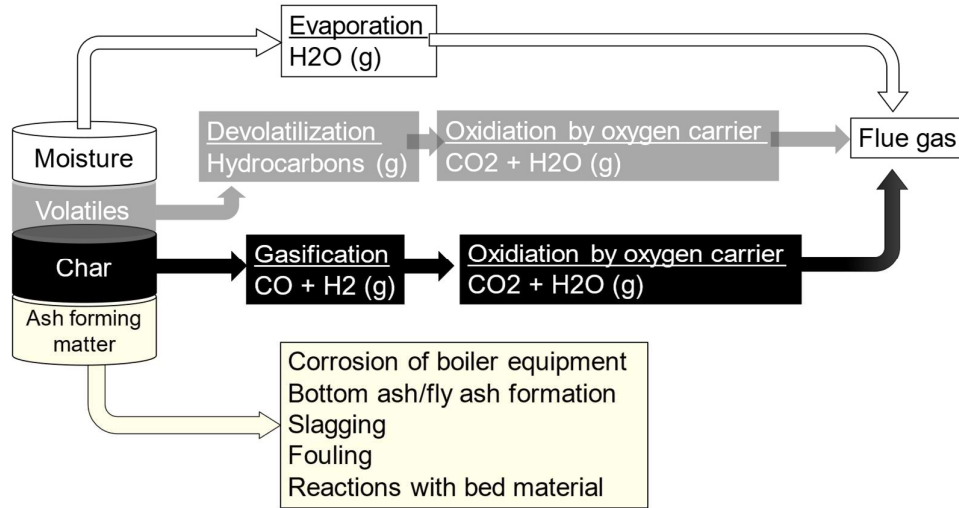 Evaporation
H2O (g)
Moisture
Devolatilization
Hydrocarbons (g)
Oxidiation by oxygen carrier
CO2 + H2O (g)
Flue gas
Volatiles
Char
Gasification
CO + H2 (g)
Oxidiation by oxygen carrier
CO2 + H2O (g)
Ash forming
matter
Corrosion of boiler equipment
Bottom ash/fly ash formation
Slagging
Fouling
Reactions with bed material